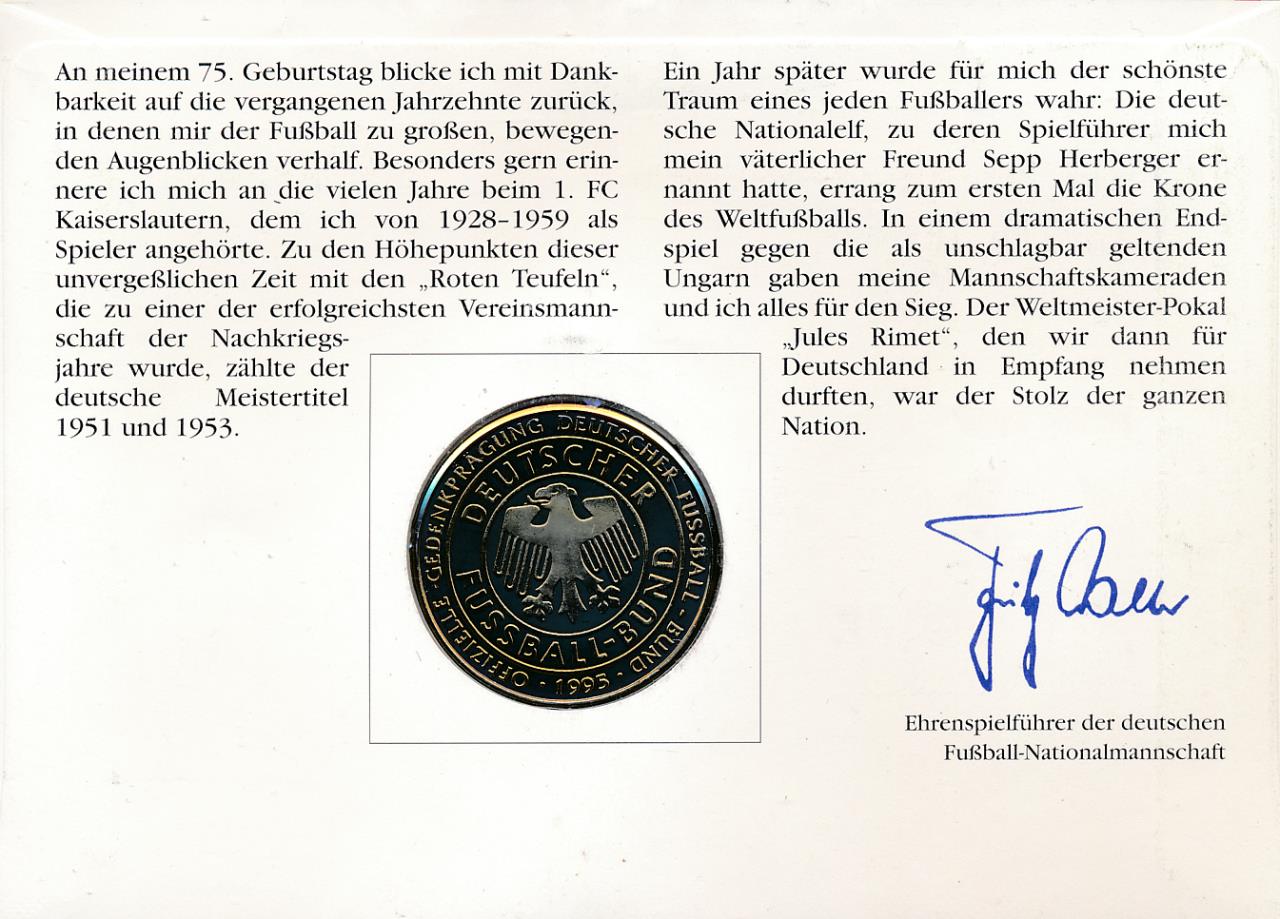 An meinem 75. Geburtstag blicke ich mit Dank-
barkeit auf die vergangenen Jahrzehnte zurück,
in denen mir der Fußball zu großen, bewegen-
den Augenblicken verhalf. Besonders gern erin-
nere ich mich an die vielen Jahre beim 1. FC
Kaiserslautern, dem ich von 1928–1959 als
Spieler angehörte. Zu den Höhepunkten dieser
unvergeßlichen Zeit mit den „Roten Teufeln“,
die zu einer der erfolgreichsten Vereinsmann-
schaft der Nachkriegs-
jahre wurde, zählte der
deutsche Meistertitel
1951 und 1953.
Ein Jahr später wurde für mich der schönste
Traum eines jeden Fußballers wahr: Die deut-
sche Nationalelf, zu deren Spielführer mich
mein väterlicher Freund Sepp Herberger er-
nannt hatte, errang zum ersten Mal die Krone
des Weltfußballs. In einem dramatischen End-
spiel gegen die als unschlagbar geltenden
Ungarn gaben meine Mannschaftskameraden
und ich alles für den Sieg. Der Weltmeister-Pokal
„Jules Rimet“, den wir dann für
Deutschland in Empfang nehmen
durften, war der Stolz der ganzen
Nation.
OFFIZIELLE GEDENKPRÄGUNG DEUTSCHER FUSSBALL-BUND
· 1995 ·
DEUTSCHER
FUSSBALL-BUND
Fritz Walter
Ehrenspielführer der deutschen
Fußball-Nationalmannschaft